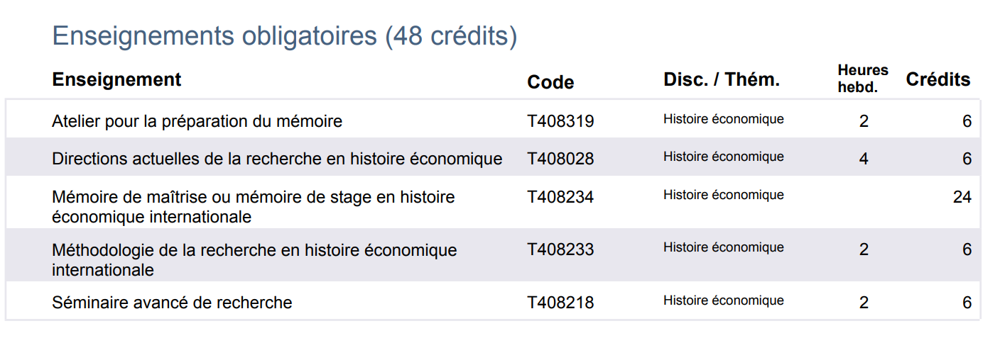 Enseignements obligatoires (48 crédits)
Enseignement Code Disc. / Thém. Heures hebd. Crédits
Atelier pour la préparation du mémoire T408319 Histoire économique 2 6
Directions actuelles de la recherche en histoire économique T408028 Histoire économique 4 6
Mémoire de maîtrise ou mémoire de stage en histoire T408234 Histoire économique 24
économique internationale
Méthodologie de la recherche en histoire économique T408233 Histoire économique 2 6
internationale
Séminaire avancé de recherche T408218 Histoire économique 2 6